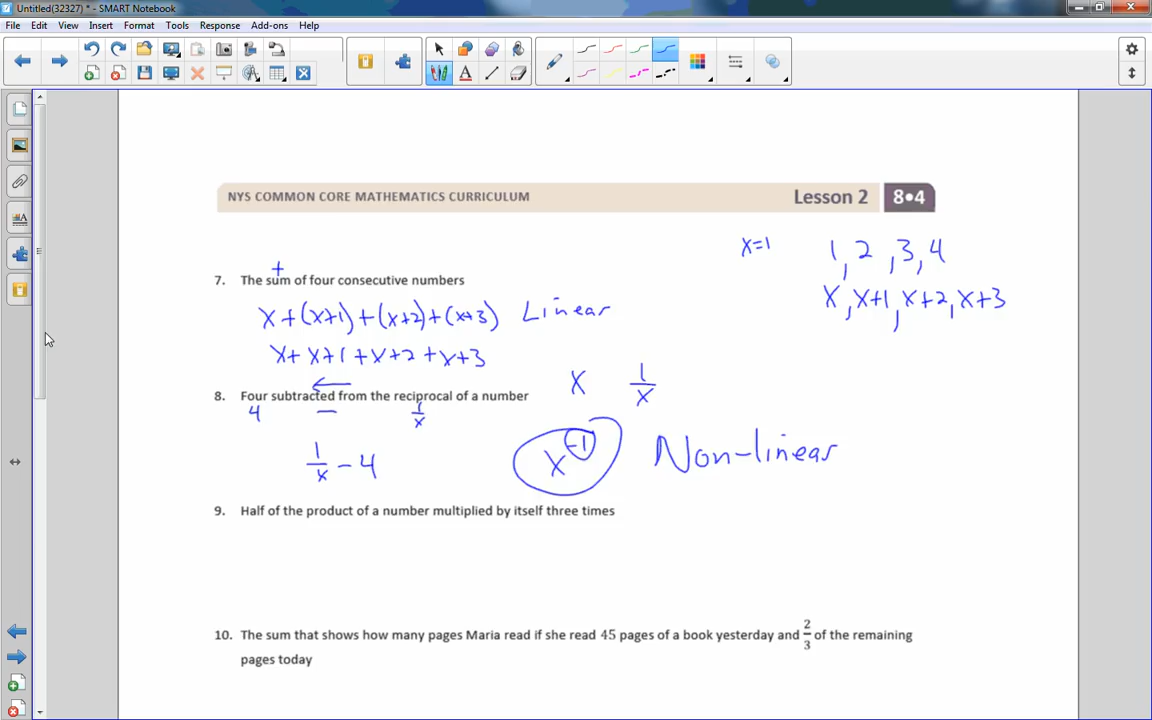 Untitled(32327) * - SMART Notebook
File Edit View Insert Format Tools Response Add-ons Help
NYS COMMON CORE MATHEMATICS CURRICULUM Lesson 2 8•4
x=1 1, 2, 3, 4
x, x+1, x+2, x+3
+
7. The sum of four consecutive numbers
x+(x+1)+(x+2)+(x+3) Linear
x+x+1+x+2+x+3
x 1/x
8. Four subtracted from the reciprocal of a number
4 − 1/x
1/x − 4 x⁻¹ Non-linear
9. Half of the product of a number multiplied by itself three times
10. The sum that shows how many pages Maria read if she read 45 pages of a book yesterday and 2/3 of the remaining
pages today